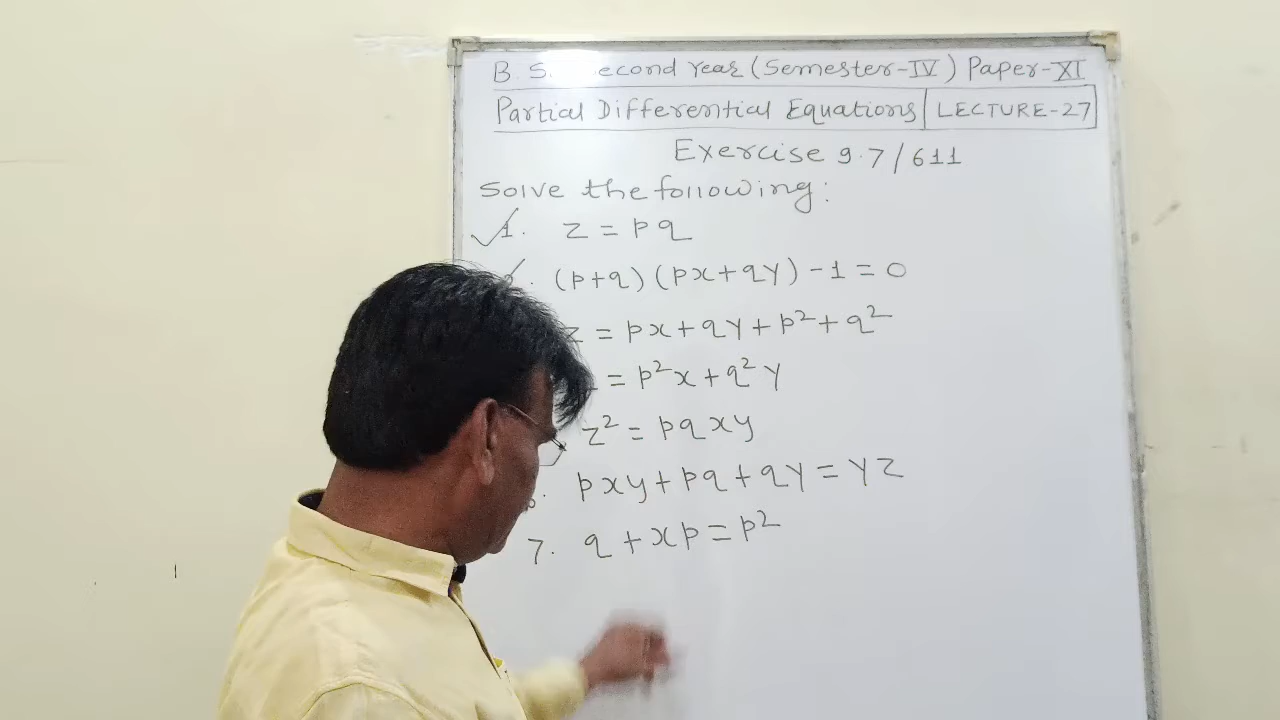 B. S. econd Year (Semester-IV) Paper-XI
Partial Differential Equations | LECTURE-27
Exercise 9.7/611
Solve the following:
1. z = pq
(p+q)(px+qy) - 1 = 0
z = px + qy + p² + q²
= p²x + q²y
z² = pqxy
pxy + pq + qy = yz
7. q + xp = p²